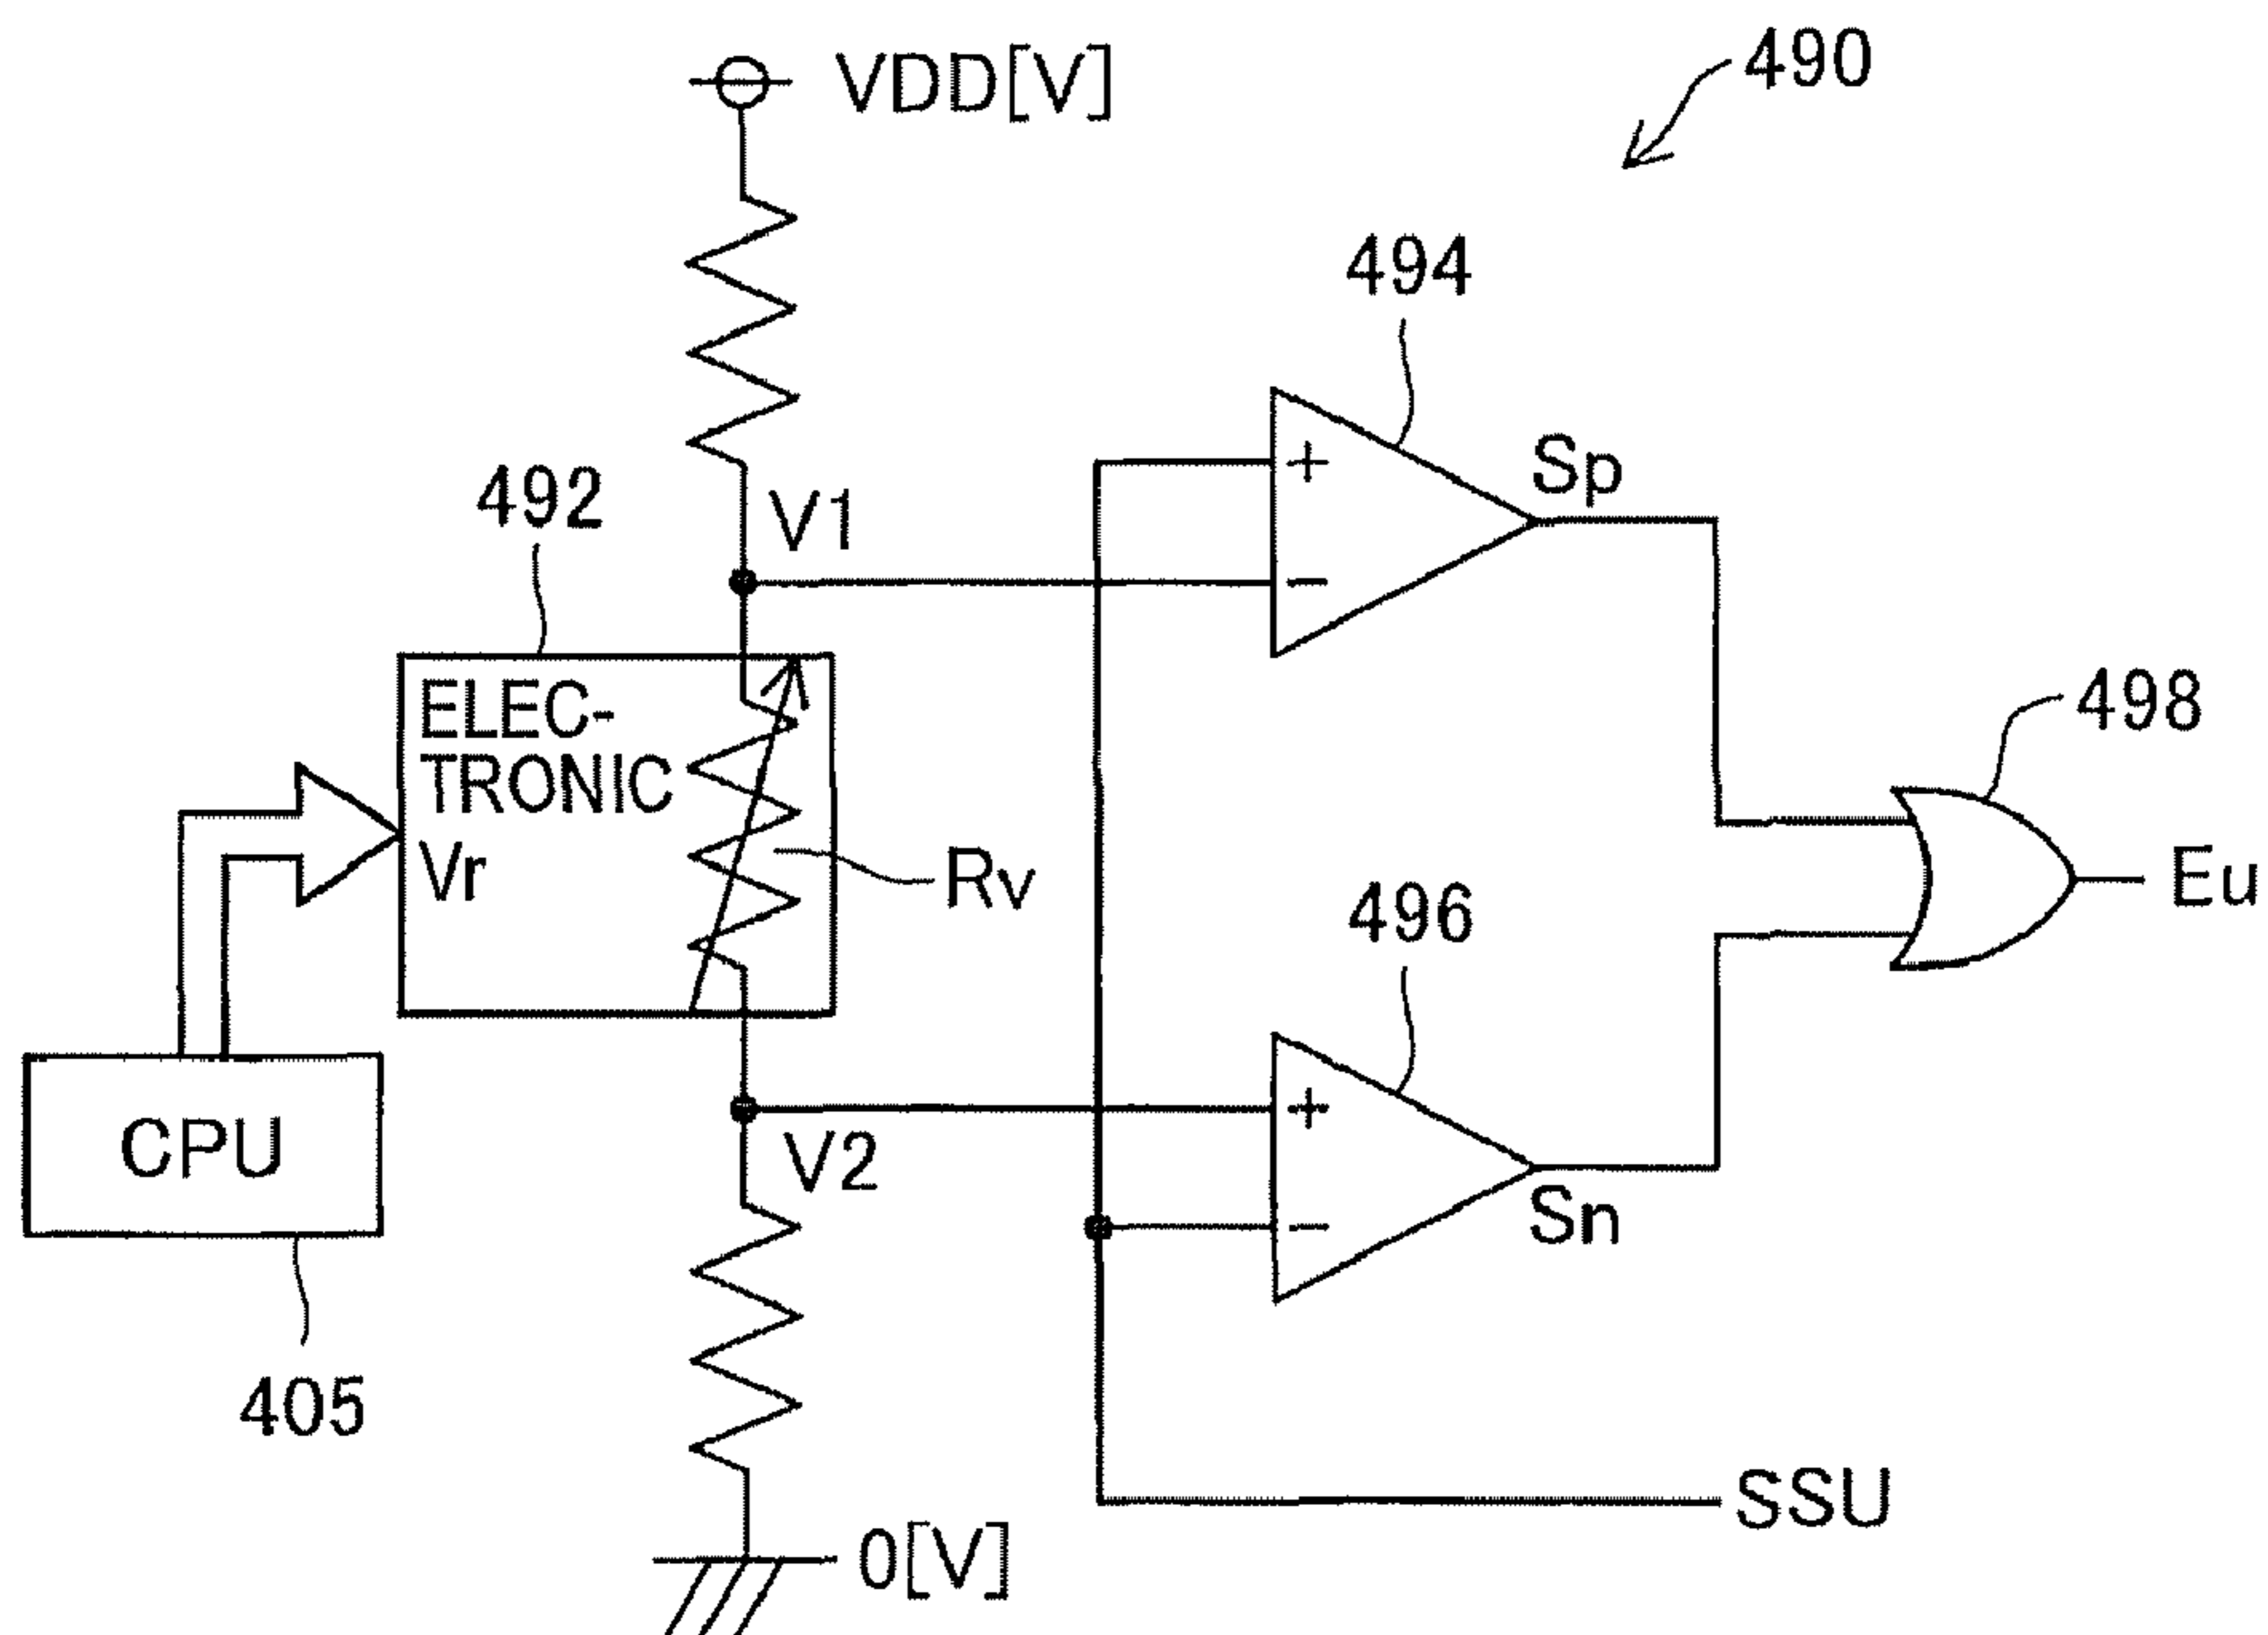 VDD[V]
490
494
Sp
492
V1
+
−
ELEC-
TRONIC
Vr
Rv
498
Eu
496
CPU
V2
+
−
Sn
405
SSU
0[V]